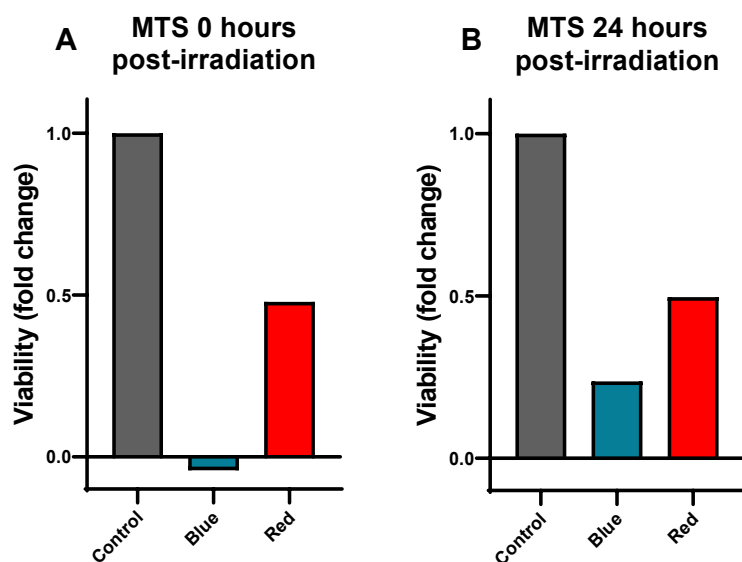 A
MTS 0 hours
post-irradiation
Viability (fold change)
1.0
0.5
0.0
Control
Blue
Red
B
MTS 24 hours
post-irradiation
Viability (fold change)
1.0
0.5
0.0
Control
Blue
Red